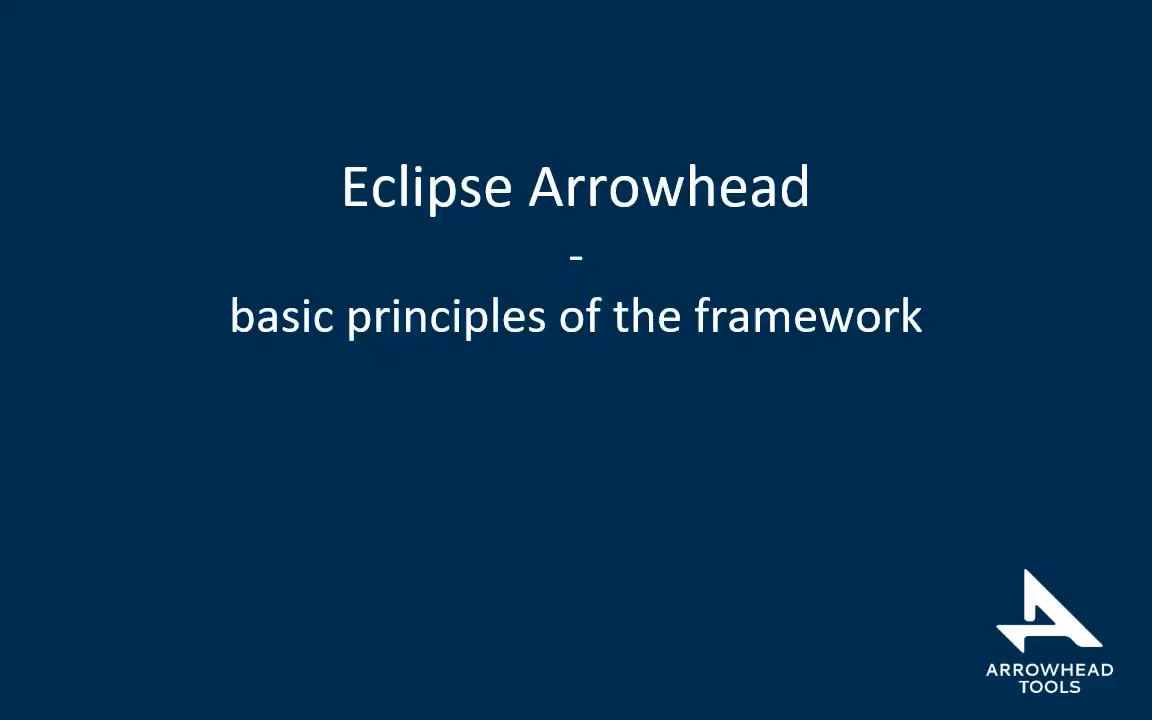 Eclipse Arrowhead
-
basic principles of the framework
ARROWHEAD
TOOLS